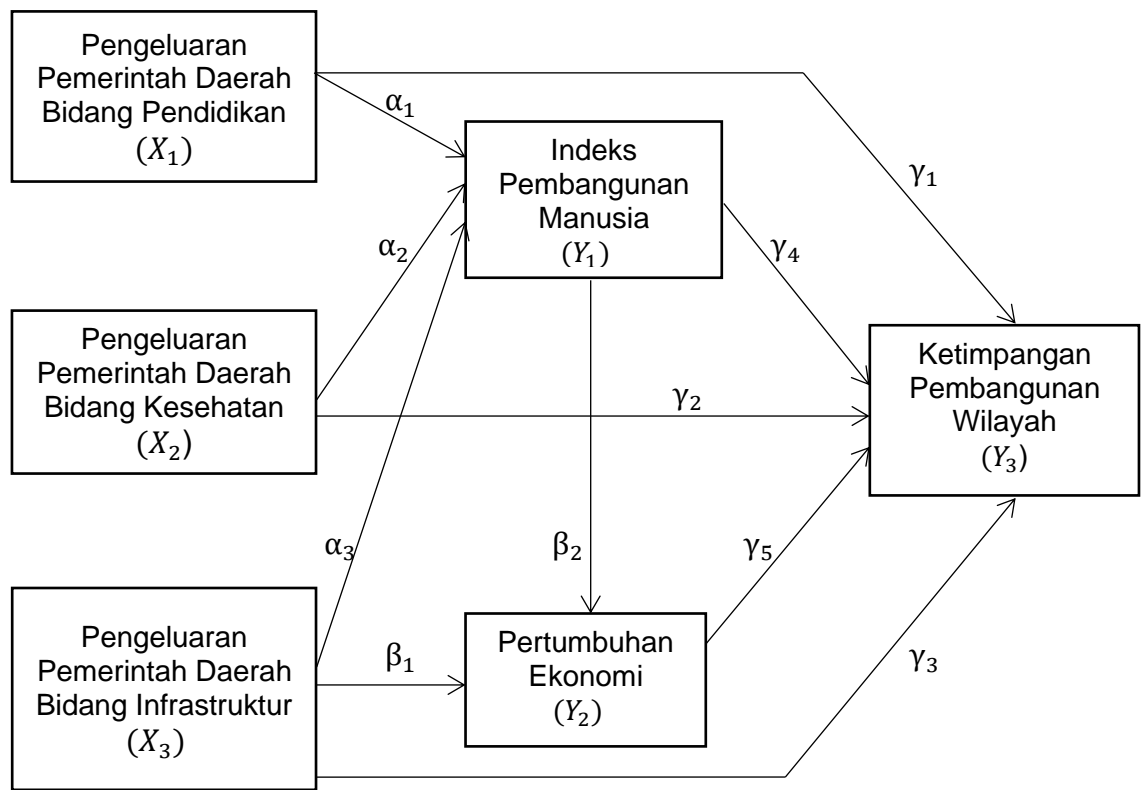 Pengeluaran
Pemerintah Daerah
Bidang Pendidikan
(X₁)
α₁
Indeks
Pembangunan
Manusia
(Y₁)
γ₁
α₂
γ₄
Pengeluaran
Pemerintah Daerah
Bidang Kesehatan
(X₂)
γ₂
Ketimpangan
Pembangunan
Wilayah
(Y₃)
α₃
β₂
γ₅
Pengeluaran
Pemerintah Daerah
Bidang Infrastruktur
(X₃)
β₁
Pertumbuhan
Ekonomi
(Y₂)
γ₃